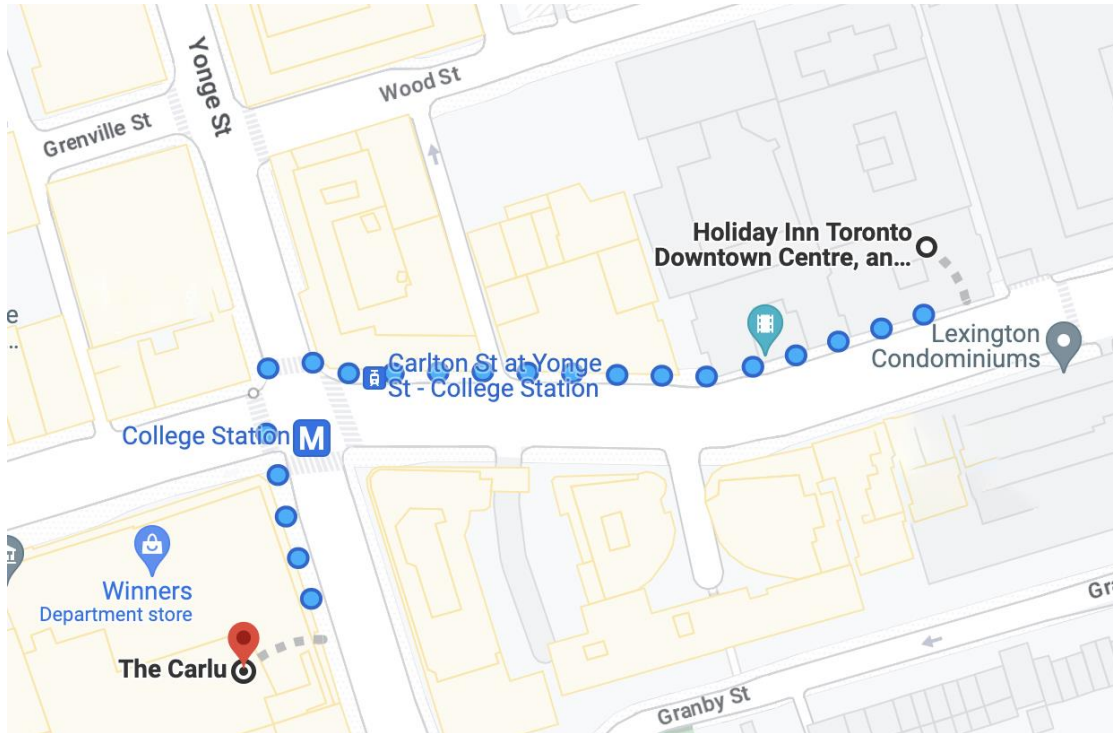 Yonge St
Wood St
Grenville St
Holiday Inn Toronto
Downtown Centre, an...
e
..
Lexington
Condominiums
Carlton St at Yonge
St - College Station
College Station
M
Winners
Department store
Gra
The Carlu
Granby St